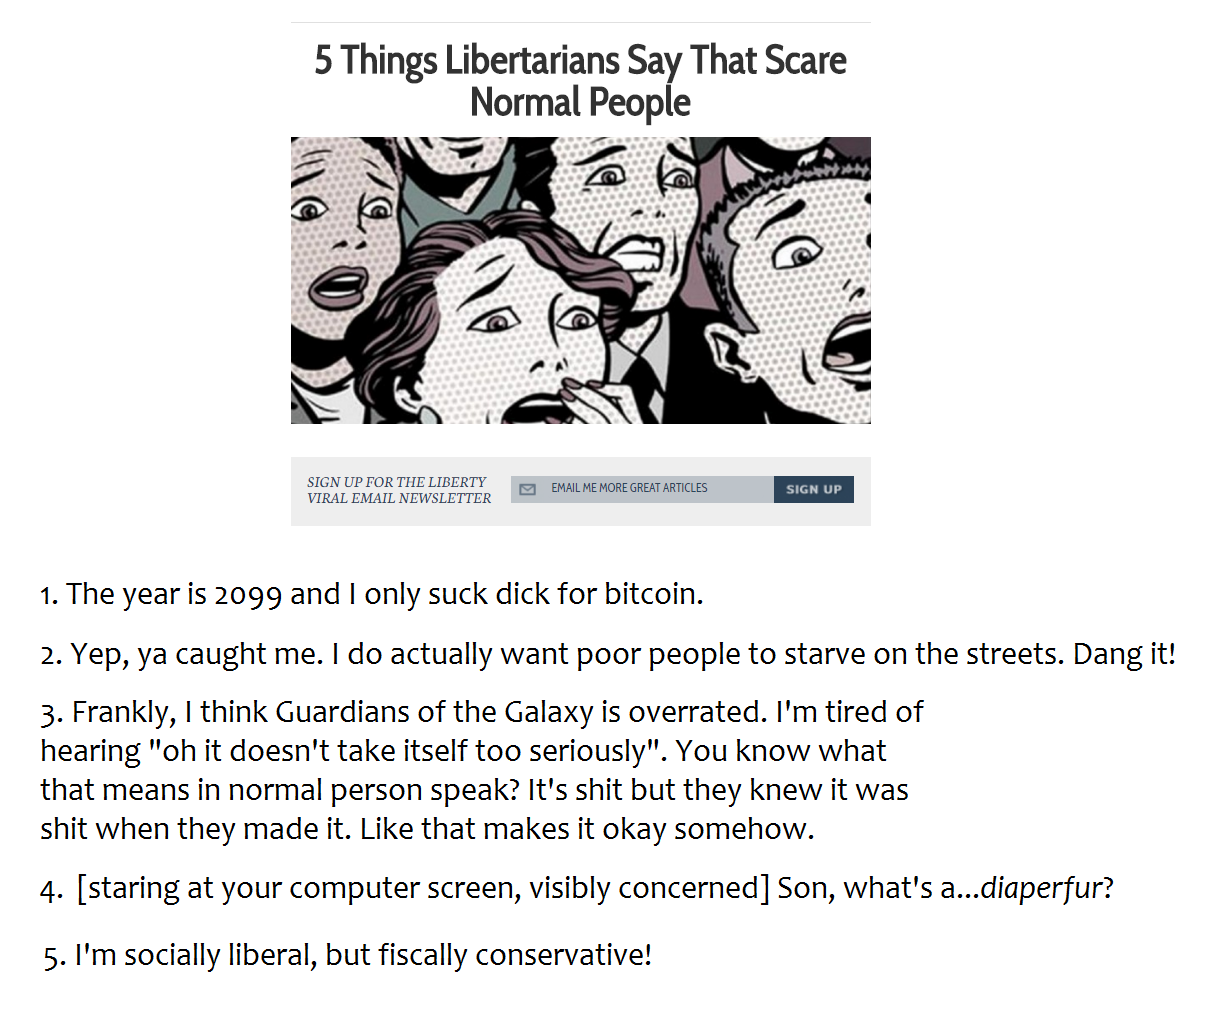 5 Things Libertarians Say That Scare
Normal People
SIGN UP FOR THE LIBERTY
VIRAL EMAIL NEWSLETTER
EMAIL ME MORE GREAT ARTICLES
SIGN UP
1. The year is 2099 and I only suck dick for bitcoin.
2. Yep, ya caught me. I do actually want poor people to starve on the streets. Dang it!
3. Frankly, I think Guardians of the Galaxy is overrated. I'm tired of
hearing "oh it doesn't take itself too seriously". You know what
that means in normal person speak? It's shit but they knew it was
shit when they made it. Like that makes it okay somehow.
4. [staring at your computer screen, visibly concerned] Son, what's a...diaperfur?
5. I'm socially liberal, but fiscally conservative!